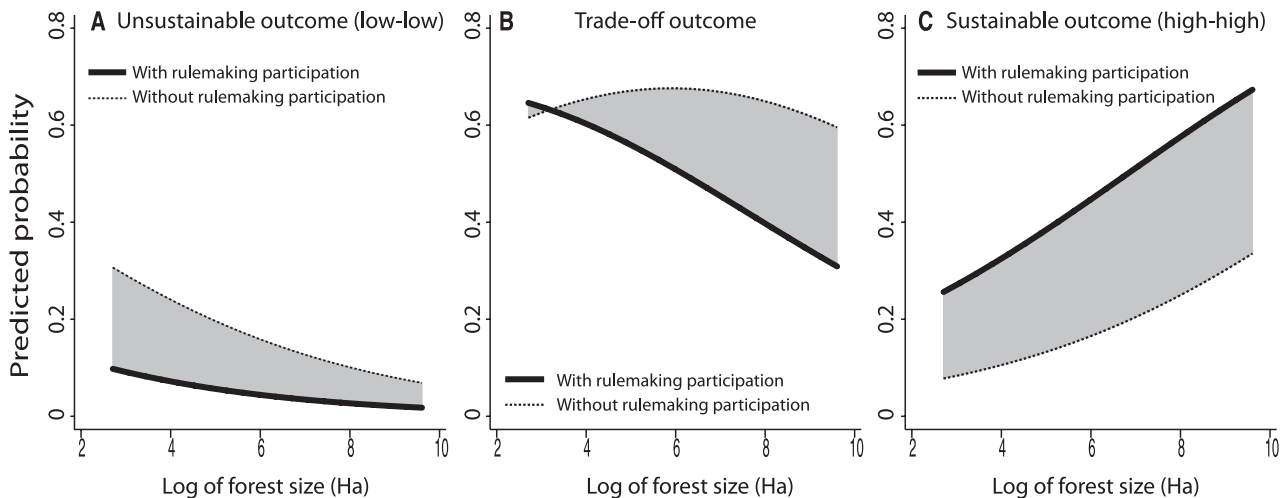 A Unsustainable outcome (low-low)
0.8
With rulemaking participation
Without rulemaking participation
0.6
0.4
0.2
0
Predicted probability
2 4 6 8 10
Log of forest size (Ha)
B Trade-off outcome
0.8
0.6
0.4
0.2
0
With rulemaking participation
Without rulemaking participation
2 4 6 8 10
Log of forest size (Ha)
C Sustainable outcome (high-high)
0.8
With rulemaking participation
Without rulemaking participation
0.6
0.4
0.2
0
2 4 6 8 10
Log of forest size (Ha)